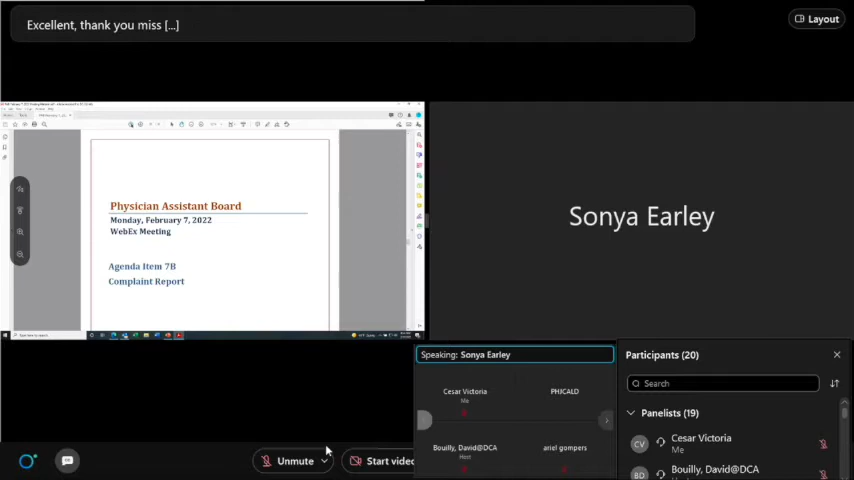 Excellent, thank you miss [...]
Layout
Physician Assistant Board
Monday, February 7, 2022
WebEx Meeting
Agenda Item 7B
Complaint Report
Sonya Earley
Speaking: Sonya Earley
Cesar Victoria
Me
PHJCALD
Bouilly, David@DCA
Host
ariel gompers
Participants (20)
Search
Panelists (19)
CV
Cesar Victoria
Me
BD
Bouilly, David@DCA
Unmute
Start video